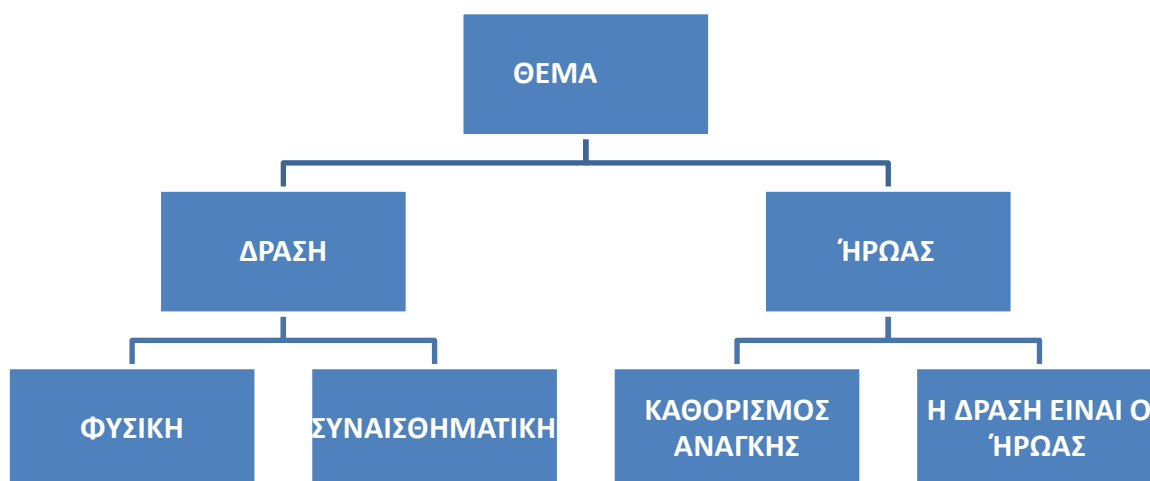 ΘΕΜΑ
ΔΡΑΣΗ
ΉΡΩΑΣ
ΦΥΣΙΚΗ
ΣΥΝΑΙΣΘΗΜΑΤΙΚΗ
ΚΑΘΟΡΙΣΜΟΣ
ΑΝΑΓΚΗΣ
Η ΔΡΑΣΗ ΕΙΝΑΙ Ο
ΉΡΩΑΣ